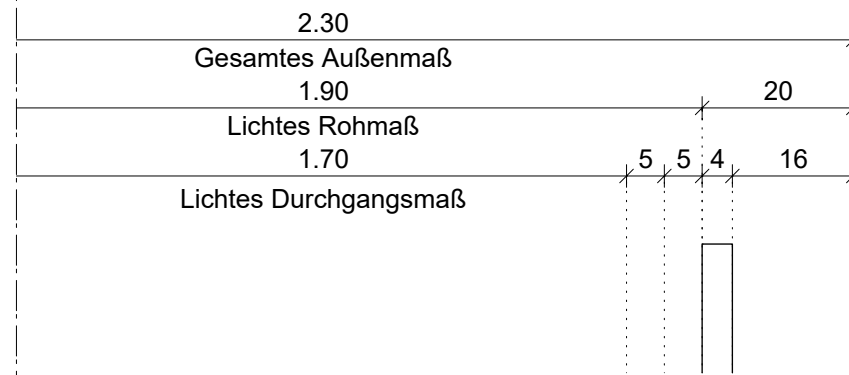 2.30
Gesamtes Außenmaß
1.90 20
Lichtes Rohmaß
1.70 5 5 4 16
Lichtes Durchgangsmaß